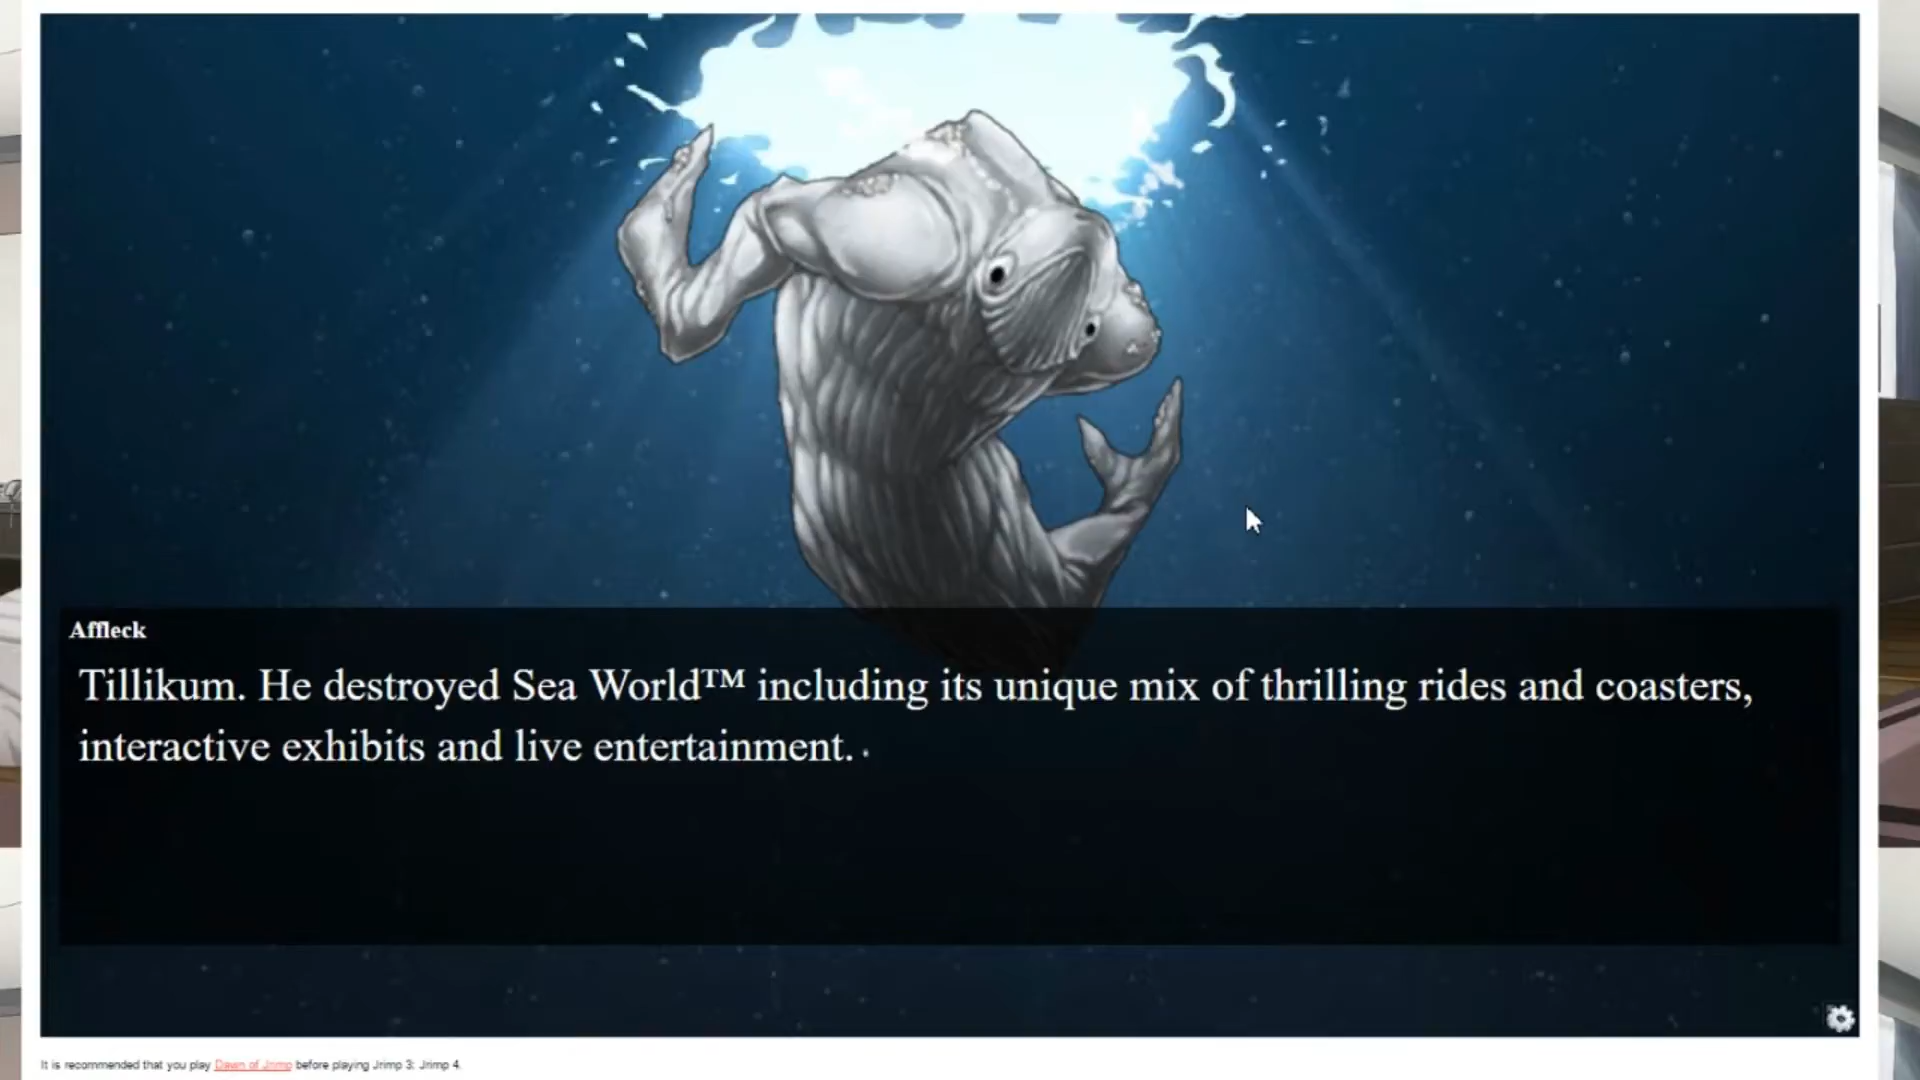 Affleck
Tillikum. He destroyed Sea World™ including its unique mix of thrilling rides and coasters,
interactive exhibits and live entertainment.
It is recommended that you play Dawn of Jrimp before playing Jrimp 3: Jrimp 4.